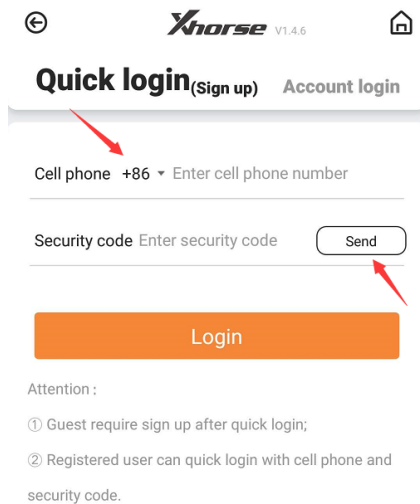 Xhorse V1.4.6
Quick login(Sign up) Account login
Cell phone +86 Enter cell phone number
Security code Enter security code Send
Login
Attention :
① Guest require sign up after quick login;
② Registered user can quick login with cell phone and
security code.